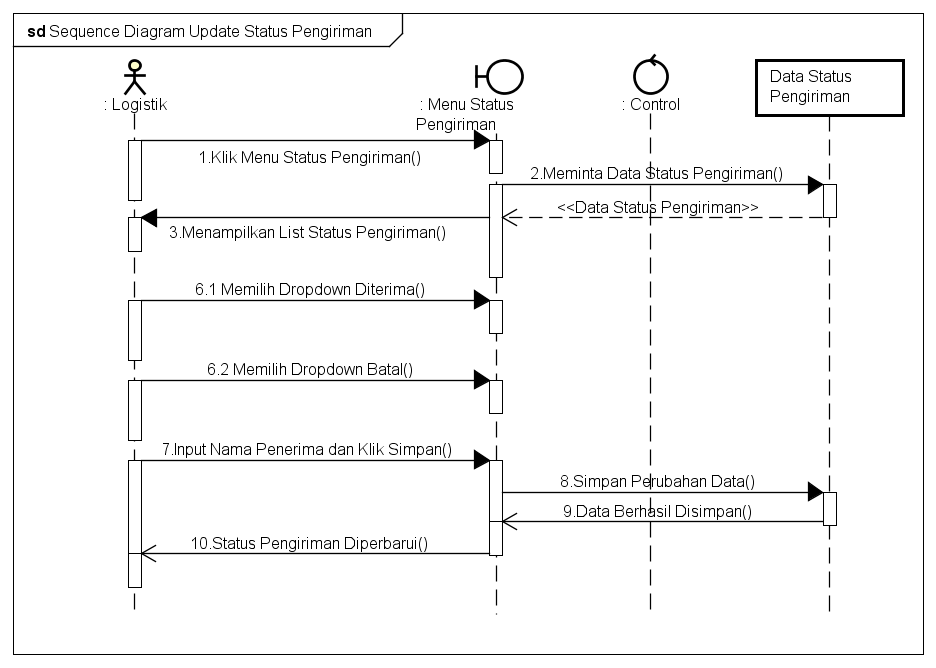 sd Sequence Diagram Update Status Pengiriman
: Logistik
: Menu Status
Pengiriman
: Control
Data Status
Pengiriman
1.Klik Menu Status Pengiriman()
2.Meminta Data Status Pengiriman()
<<Data Status Pengiriman>>
3.Menampilkan List Status Pengiriman()
6.1 Memilih Dropdown Diterima()
6.2 Memilih Dropdown Batal()
7.Input Nama Penerima dan Klik Simpan()
8.Simpan Perubahan Data()
9.Data Berhasil Disimpan()
10.Status Pengiriman Diperbarui()